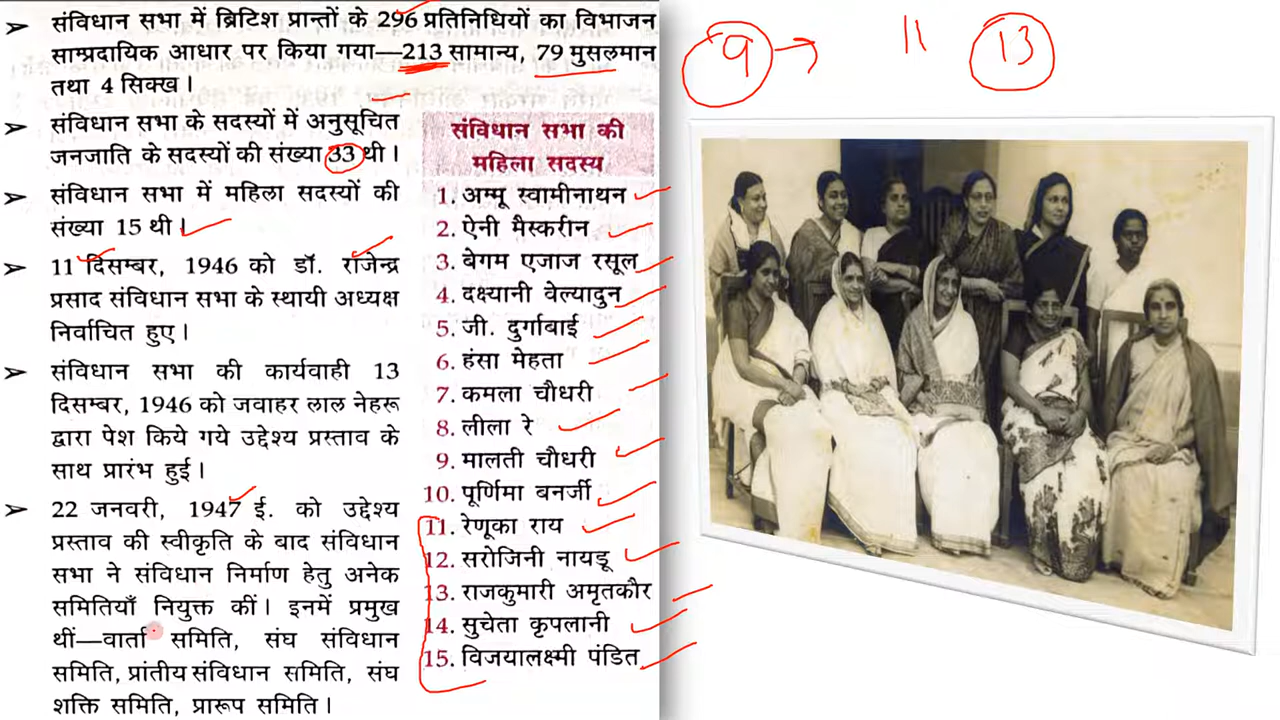 ➤ संविधान सभा में ब्रिटिश प्रान्तों के 296 प्रतिनिधियों का विभाजन
साम्प्रदायिक आधार पर किया गया—213 सामान्य, 79 मुसलमान
तथा 4 सिक्ख।
➤ संविधान सभा के सदस्यों में अनुसूचित
जनजाति के सदस्यों की संख्या 33 थी।
➤ संविधान सभा में महिला सदस्यों की
संख्या 15 थी।
➤ 11 दिसम्बर, 1946 को डॉ. राजेन्द्र
प्रसाद संविधान सभा के स्थायी अध्यक्ष
निर्वाचित हुए।
➤ संविधान सभा की कार्यवाही 13
दिसम्बर, 1946 को जवाहर लाल नेहरू
द्वारा पेश किये गये उद्देश्य प्रस्ताव के
साथ प्रारंभ हुई।
➤ 22 जनवरी, 1947 ई. को उद्देश्य
प्रस्ताव की स्वीकृति के बाद संविधान
सभा ने संविधान निर्माण हेतु अनेक
समितियाँ नियुक्त कीं। इनमें प्रमुख
थीं—वार्ता समिति, संघ संविधान
समिति, प्रांतीय संविधान समिति, संघ
शक्ति समिति, प्रारूप समिति।
संविधान सभा की
महिला सदस्य
1. अम्मू स्वामीनाथन
2. ऐनी मैस्करीन
3. बेगम एजाज रसूल
4. दक्ष्यानी वेल्यादुन
5. जी. दुर्गाबाई
6. हंसा मेहता
7. कमला चौधरी
8. लीला रे
9. मालती चौधरी
10. पूर्णिमा बनर्जी
11. रेणूका राय
12. सरोजिनी नायडू
13. राजकुमारी अमृतकौर
14. सुचेता कृपलानी
15. विजयालक्ष्मी पंडित
9 → 11 13